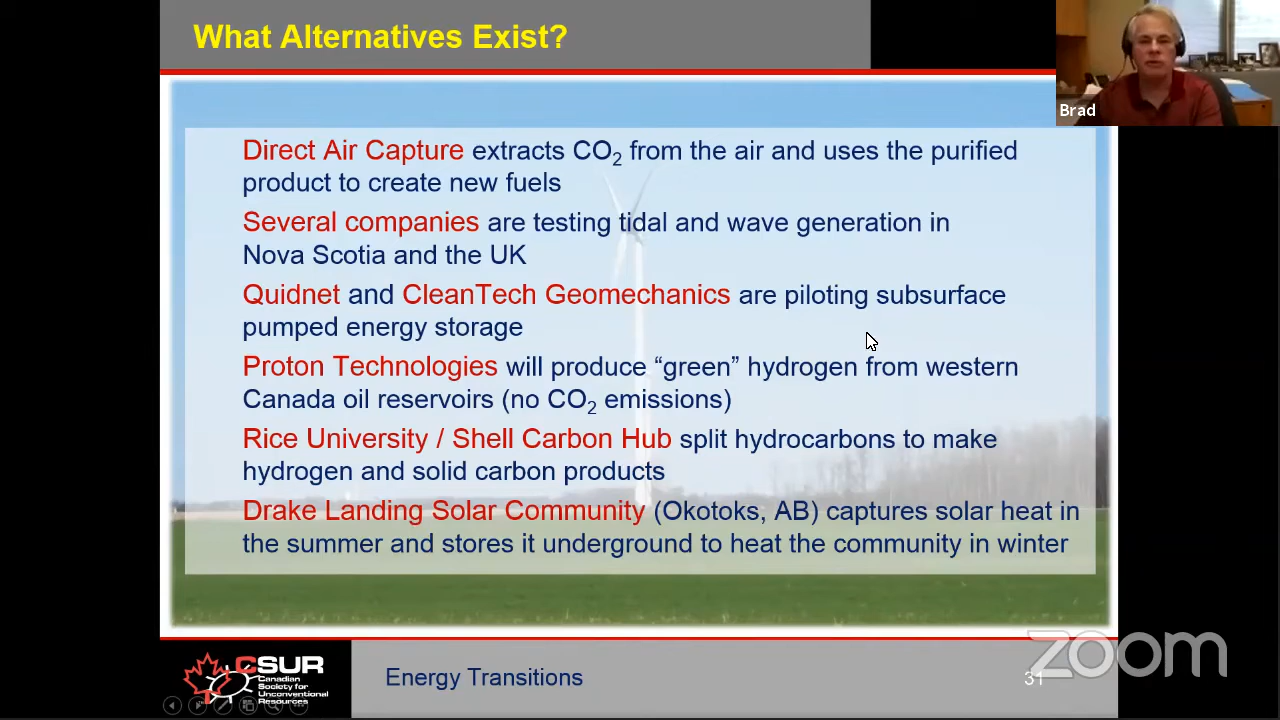 What Alternatives Exist?
Brad
Direct Air Capture extracts CO₂ from the air and uses the purified
product to create new fuels
Several companies are testing tidal and wave generation in
Nova Scotia and the UK
Quidnet and CleanTech Geomechanics are piloting subsurface
pumped energy storage
Proton Technologies will produce “green” hydrogen from western
Canada oil reservoirs (no CO₂ emissions)
Rice University / Shell Carbon Hub split hydrocarbons to make
hydrogen and solid carbon products
Drake Landing Solar Community (Okotoks, AB) captures solar heat in
the summer and stores it underground to heat the community in winter
CSUR
Canadian
Society for
Unconventional
Resources
Energy Transitions
31
zoom